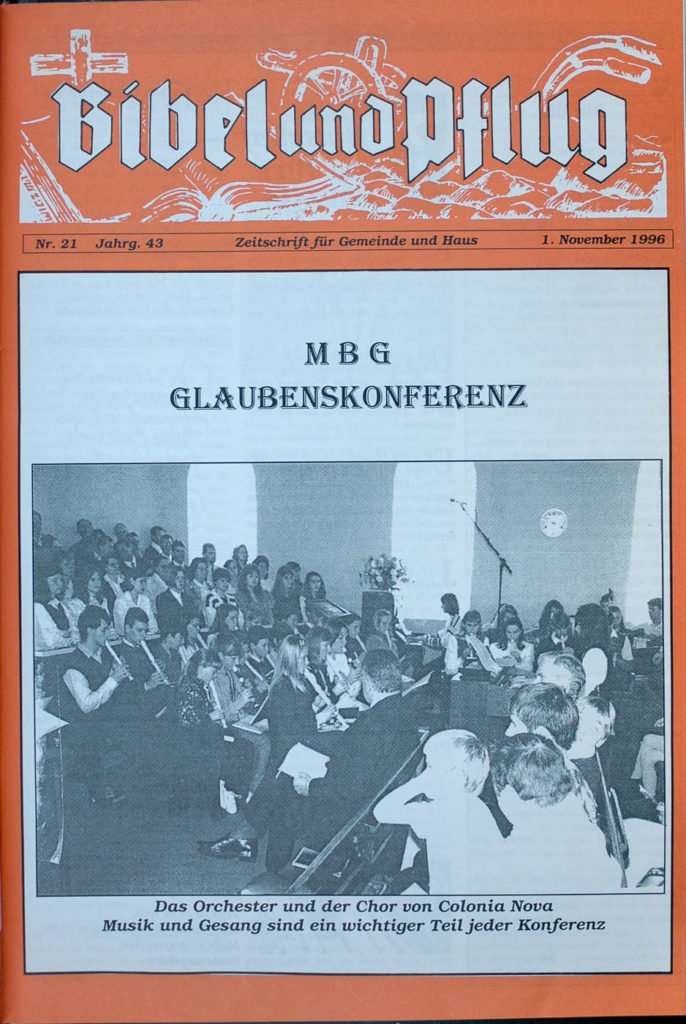 Bibel und Pflug
Nr. 21 Jahrg. 43 Zeitschrift für Gemeinde und Haus 1. November 1996
M B G
GLAUBENSKONFERENZ
Das Orchester und der Chor von Colonia Nova
Musik und Gesang sind ein wichtiger Teil jeder Konferenz